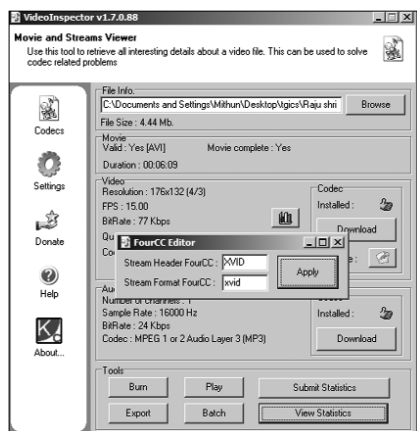 VideoInspector v1.7.0.88
Movie and Streams Viewer
Use this tool to retrieve all interesting details about a video file. This can be used to solve
codec related problems
Codecs
Settings
Donate
Help
About...
File Info.
C:\Documents and Settings\Mithun\Desktop\tgics\Raju shri
Browse
File Size : 4.44 Mb.
Movie
Valid : Yes [AVI] Movie complete : Yes
Duration : 00:06:09
Video
Resolution : 176x132 (4/3)
FPS : 15.00
BitRate : 77 Kbps
Qu
Co
Codec
Installed :
Download
e :
FourCC Editor
Stream Header FourCC : XVID
Stream Format FourCC : xvid
Apply
Au
Number of channels : 1
Sample Rate : 16000 Hz
BitRate : 24 Kbps
Codec : MPEG 1 or 2 Audio Layer 3 (MP3)
Installed :
Download
Tools
Burn Play Submit Statistics
Export Batch View Statistics